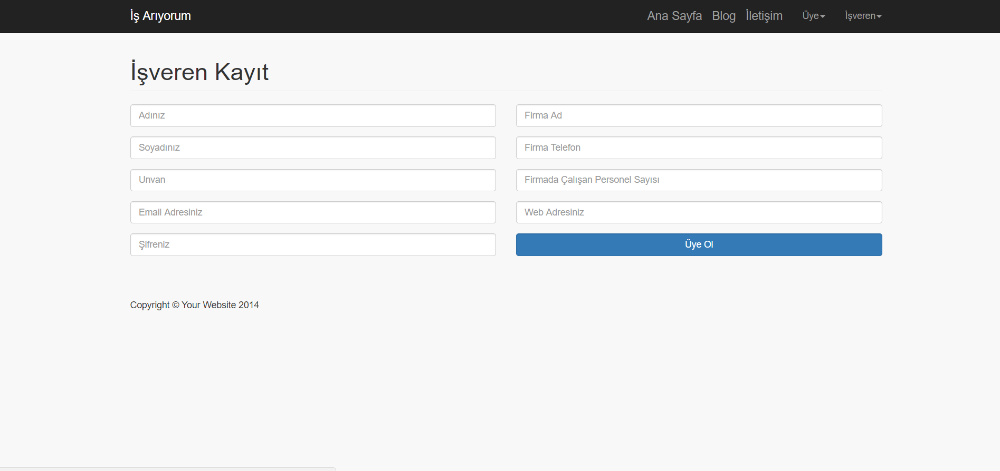 İş Arıyorum Ana Sayfa Blog İletişim Üye İşveren
İşveren Kayıt
Adınız Firma Ad
Soyadınız Firma Telefon
Unvan Firmada Çalışan Personel Sayısı
Email Adresiniz Web Adresiniz
Şifreniz Üye Ol
Copyright © Your Website 2014